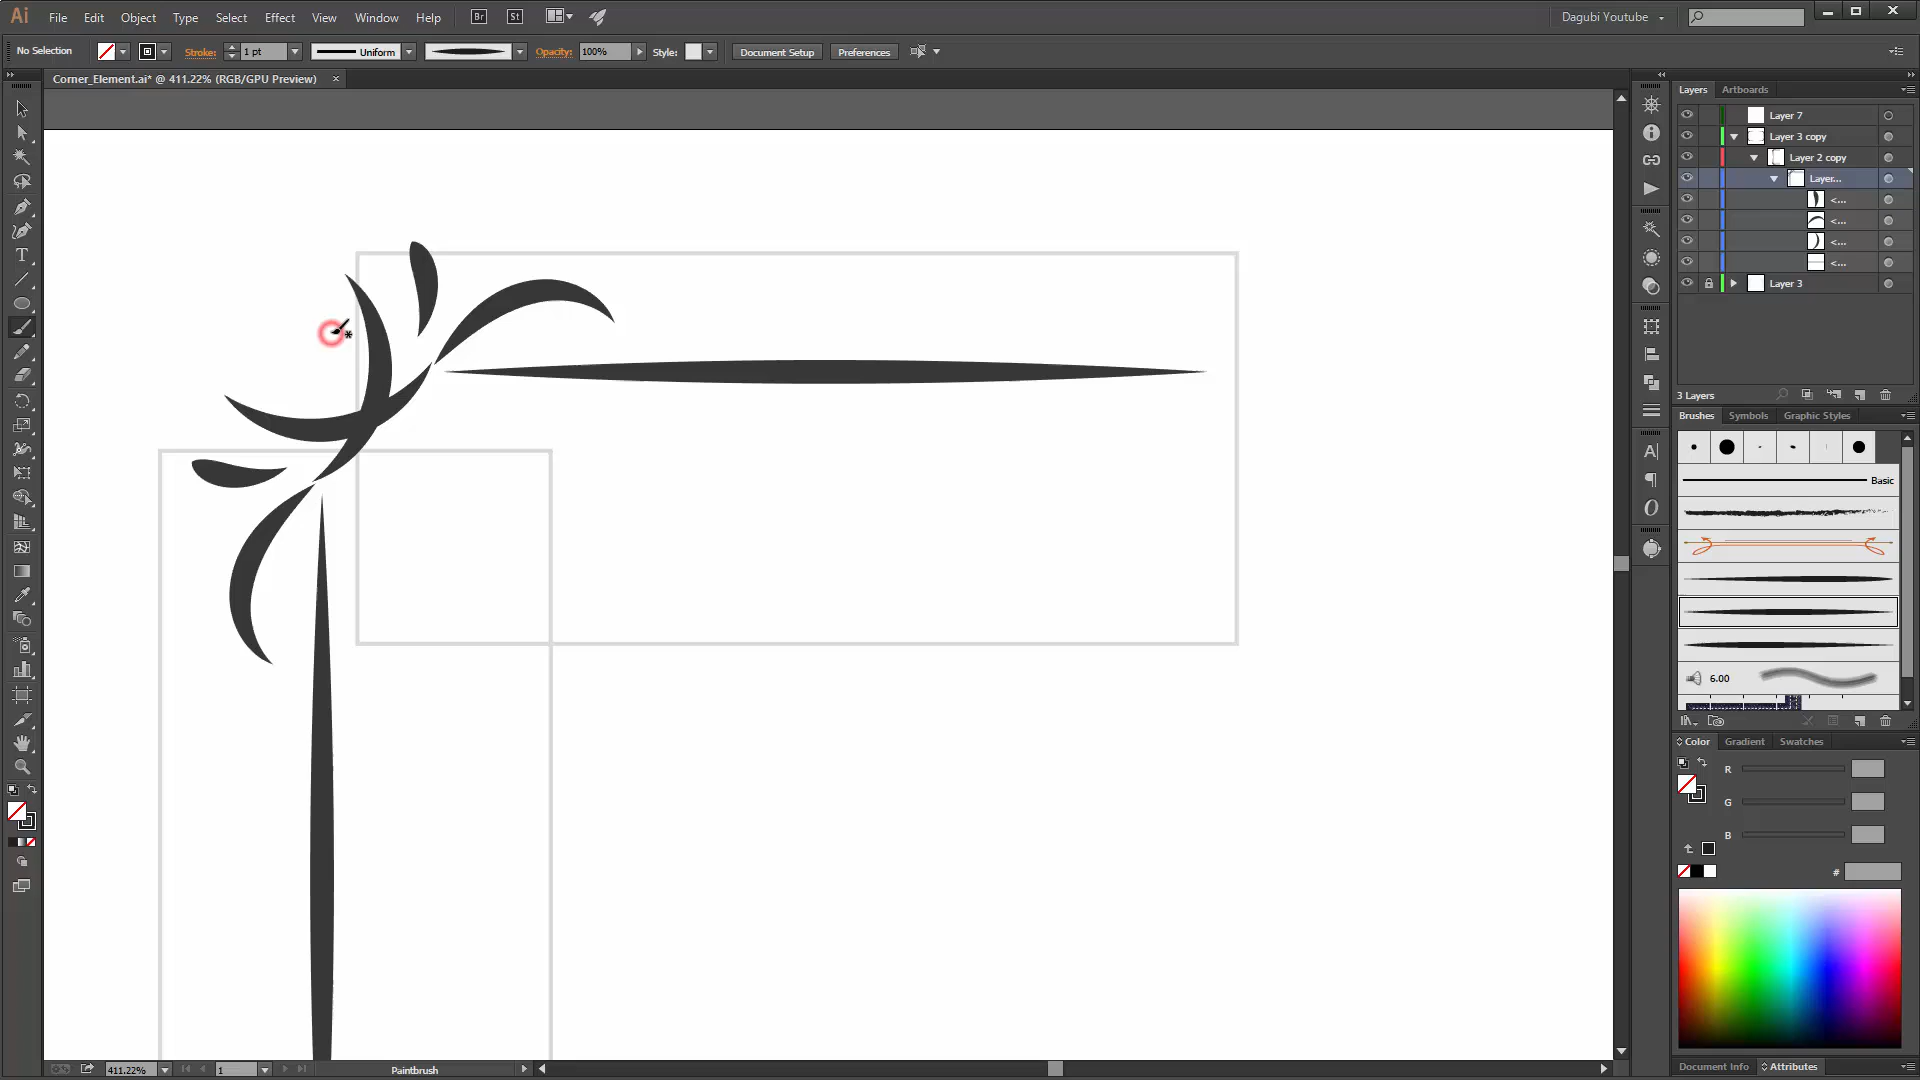 Ai File Edit Object Type Select Effect View Window Help Br St Dagubi Youtube
No Selection Stroke: 1 pt Uniform Opacity: 100% Style: Document Setup Preferences
Corner_Element.ai* @ 411.22% (RGB/GPU Preview)
Layers Artboards
Layer 7
Layer 3 copy
Layer 2 copy
Layer...
<...
<...
<...
<...
Layer 3
3 Layers
Brushes Symbols Graphic Styles
Basic
6.00
Color Gradient Swatches
R
G
B
#
411.22% 1 Paintbrush
Document Info Attributes